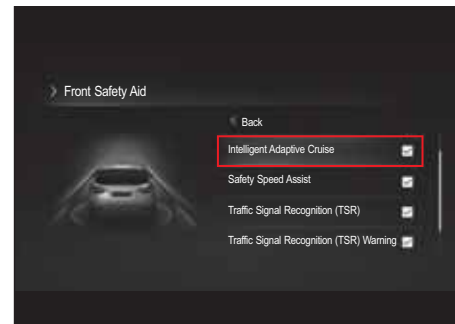 Front Safety Aid
Back
Intelligent Adaptive Cruise
Safety Speed Assist
Traffic Signal Recognition (TSR)
Traffic Signal Recognition (TSR) Warning